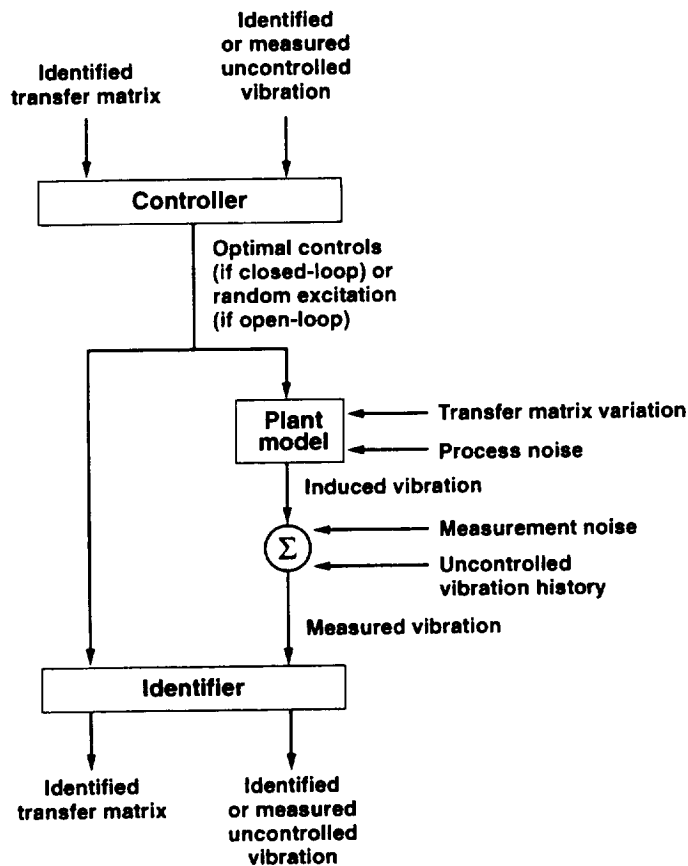 Identified
or measured
uncontrolled
vibration
Identified
transfer matrix
Controller
Optimal controls
(if closed-loop) or
random excitation
(if open-loop)
Plant
model
Transfer matrix variation
Process noise
Induced vibration
Σ
Measurement noise
Uncontrolled
vibration history
Measured vibration
Identifier
Identified
transfer matrix
Identified
or measured
uncontrolled
vibration